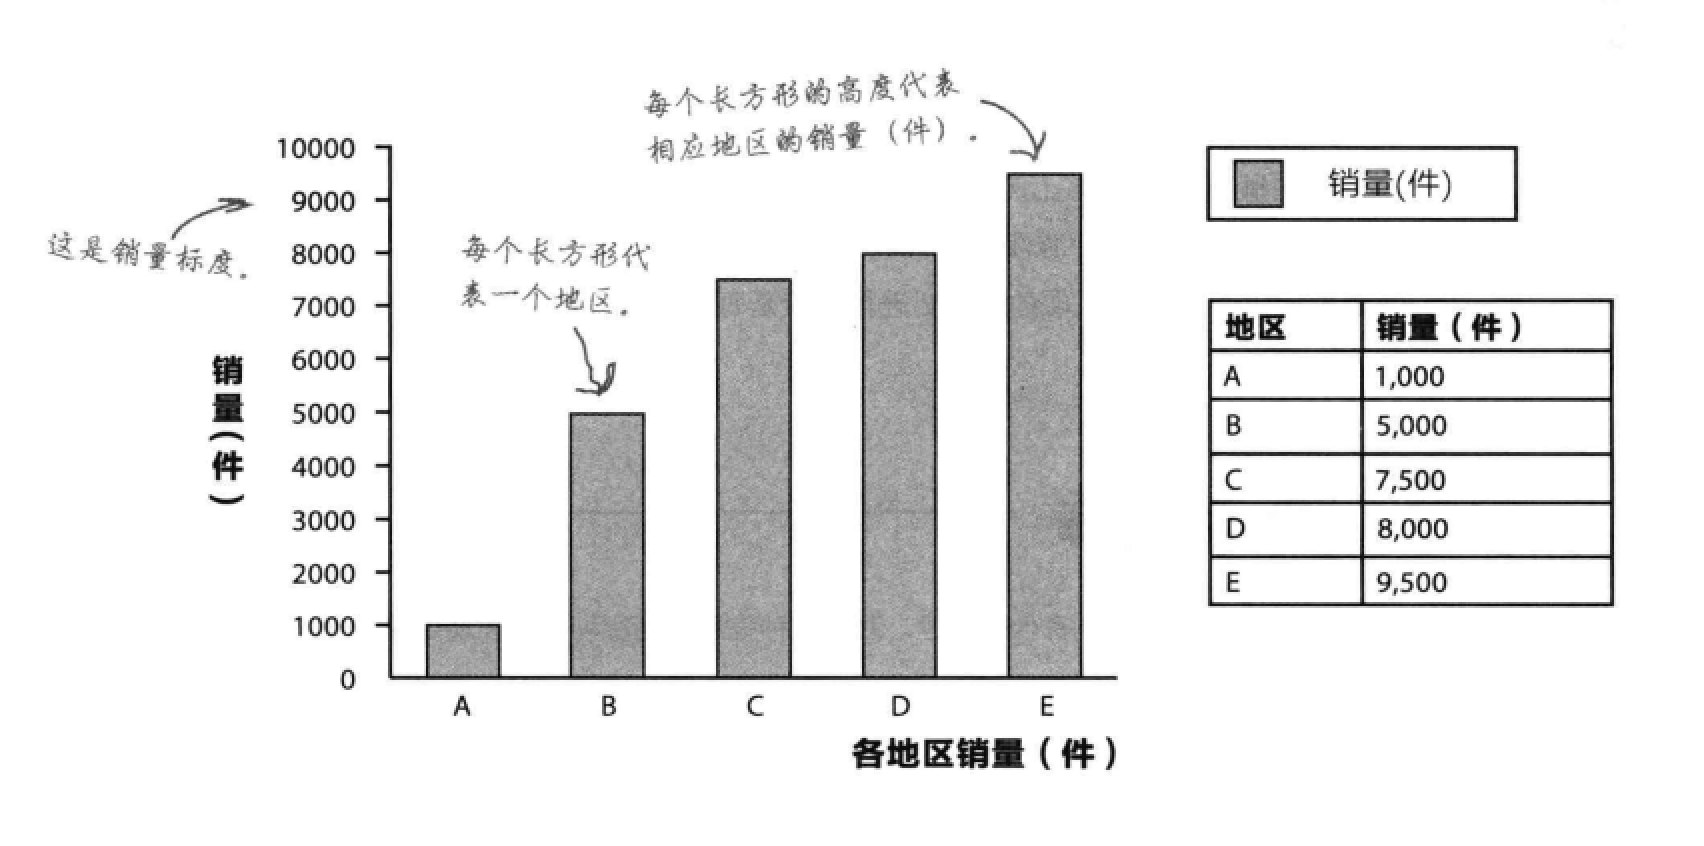 每个长方形的高度代表
相应地区的销量（件）.
10000
9000
8000
7000
6000
5000
4000
3000
2000
1000
0
这是销量标度.
每个长方形代
表一个地区.
销量(件)
A B C D E
各地区销量（件）
销量(件)
地区 销量（件）
A 1,000
B 5,000
C 7,500
D 8,000
E 9,500